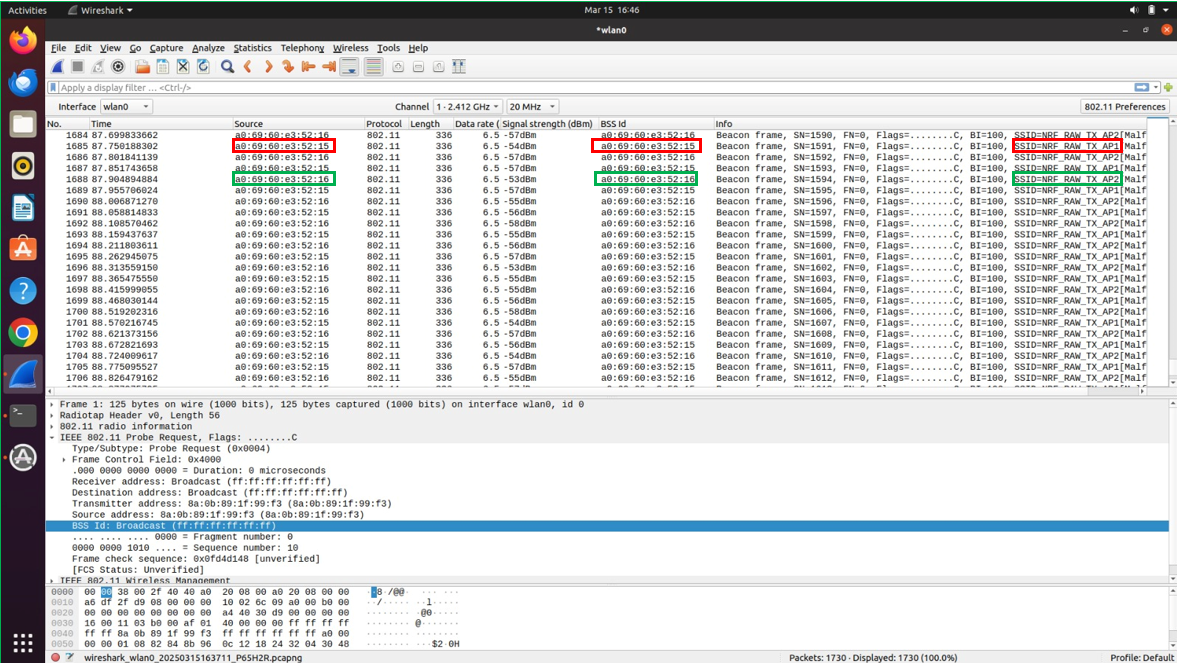 Activities Wireshark Mar 15 16:46
*wlan0
File Edit View Go Capture Analyze Statistics Telephony Wireless Tools Help
Apply a display filter ... <Ctrl-/>
Interface wlan0 Channel 1 · 2.412 GHz 20 MHz 802.11 Preferences
No. Time Source Protocol Length Data rate ( Signal strength (dBm) BSS Id Info
1684 87.699833662 a0:69:60:e3:52:16 802.11 336 6.5 -57dBm a0:69:60:e3:52:16 Beacon frame, SN=1590, FN=0, Flags=........C, BI=100, SSID=NRF_RAW_TX_AP2[Malf
1685 87.750188302 a0:69:60:e3:52:15 802.11 336 6.5 -54dBm a0:69:60:e3:52:15 Beacon frame, SN=1591, FN=0, Flags=........C, BI=100, SSID=NRF_RAW_TX_AP1[Malf
1686 87.801841139 a0:69:60:e3:52:16 802.11 336 6.5 -57dBm a0:69:60:e3:52:16 Beacon frame, SN=1592, FN=0, Flags=........C, BI=100, SSID=NRF_RAW_TX_AP2[Malf
1687 87.851743658 a0:69:60:e3:52:15 802.11 336 6.5 -57dBm a0:69:60:e3:52:15 Beacon frame, SN=1593, FN=0, Flags=........C, BI=100, SSID=NRF_RAW_TX_AP1[Malf
1688 87.904894884 a0:69:60:e3:52:16 802.11 336 6.5 -53dBm a0:69:60:e3:52:16 Beacon frame, SN=1594, FN=0, Flags=........C, BI=100, SSID=NRF_RAW_TX_AP2[Malf
1689 87.955706024 a0:69:60:e3:52:15 802.11 336 6.5 -57dBm a0:69:60:e3:52:15 Beacon frame, SN=1595, FN=0, Flags=........C, BI=100, SSID=NRF_RAW_TX_AP1[Malf
1690 88.006871270 a0:69:60:e3:52:16 802.11 336 6.5 -55dBm a0:69:60:e3:52:16 Beacon frame, SN=1596, FN=0, Flags=........C, BI=100, SSID=NRF_RAW_TX_AP2[Malf
1691 88.058814833 a0:69:60:e3:52:15 802.11 336 6.5 -55dBm a0:69:60:e3:52:15 Beacon frame, SN=1597, FN=0, Flags=........C, BI=100, SSID=NRF_RAW_TX_AP1[Malf
1692 88.108570462 a0:69:60:e3:52:16 802.11 336 6.5 -57dBm a0:69:60:e3:52:16 Beacon frame, SN=1598, FN=0, Flags=........C, BI=100, SSID=NRF_RAW_TX_AP2[Malf
1693 88.159437637 a0:69:60:e3:52:15 802.11 336 6.5 -55dBm a0:69:60:e3:52:15 Beacon frame, SN=1599, FN=0, Flags=........C, BI=100, SSID=NRF_RAW_TX_AP1[Malf
1694 88.211803611 a0:69:60:e3:52:16 802.11 336 6.5 -56dBm a0:69:60:e3:52:16 Beacon frame, SN=1600, FN=0, Flags=........C, BI=100, SSID=NRF_RAW_TX_AP2[Malf
1695 88.262945075 a0:69:60:e3:52:15 802.11 336 6.5 -56dBm a0:69:60:e3:52:15 Beacon frame, SN=1601, FN=0, Flags=........C, BI=100, SSID=NRF_RAW_TX_AP1[Malf
1696 88.313559150 a0:69:60:e3:52:16 802.11 336 6.5 -55dBm a0:69:60:e3:52:16 Beacon frame, SN=1602, FN=0, Flags=........C, BI=100, SSID=NRF_RAW_TX_AP2[Malf
1697 88.365475550 a0:69:60:e3:52:15 802.11 336 6.5 -55dBm a0:69:60:e3:52:15 Beacon frame, SN=1603, FN=0, Flags=........C, BI=100, SSID=NRF_RAW_TX_AP1[Malf
1698 88.415999055 a0:69:60:e3:52:16 802.11 336 6.5 -56dBm a0:69:60:e3:52:16 Beacon frame, SN=1604, FN=0, Flags=........C, BI=100, SSID=NRF_RAW_TX_AP2[Malf
1699 88.468030144 a0:69:60:e3:52:15 802.11 336 6.5 -56dBm a0:69:60:e3:52:15 Beacon frame, SN=1605, FN=0, Flags=........C, BI=100, SSID=NRF_RAW_TX_AP1[Malf
1700 88.519202316 a0:69:60:e3:52:16 802.11 336 6.5 -58dBm a0:69:60:e3:52:16 Beacon frame, SN=1606, FN=0, Flags=........C, BI=100, SSID=NRF_RAW_TX_AP2[Malf
1701 88.570216745 a0:69:60:e3:52:15 802.11 336 6.5 -57dBm a0:69:60:e3:52:15 Beacon frame, SN=1607, FN=0, Flags=........C, BI=100, SSID=NRF_RAW_TX_AP1[Malf
1702 88.621373156 a0:69:60:e3:52:16 802.11 336 6.5 -57dBm a0:69:60:e3:52:16 Beacon frame, SN=1608, FN=0, Flags=........C, BI=100, SSID=NRF_RAW_TX_AP2[Malf
1703 88.672821693 a0:69:60:e3:52:15 802.11 336 6.5 -57dBm a0:69:60:e3:52:15 Beacon frame, SN=1609, FN=0, Flags=........C, BI=100, SSID=NRF_RAW_TX_AP1[Malf
1704 88.724009617 a0:69:60:e3:52:16 802.11 336 6.5 -54dBm a0:69:60:e3:52:16 Beacon frame, SN=1610, FN=0, Flags=........C, BI=100, SSID=NRF_RAW_TX_AP2[Malf
1705 88.775095527 a0:69:60:e3:52:15 802.11 336 6.5 -57dBm a0:69:60:e3:52:15 Beacon frame, SN=1611, FN=0, Flags=........C, BI=100, SSID=NRF_RAW_TX_AP1[Malf
1706 88.826479162 a0:69:60:e3:52:16 802.11 336 6.5 -55dBm a0:69:60:e3:52:16 Beacon frame, SN=1612, FN=0, Flags=........C, BI=100, SSID=NRF_RAW_TX_AP2[Malf
Frame 1: 125 bytes on wire (1000 bits), 125 bytes captured (1000 bits) on interface wlan0, id 0
Radiotap Header v0, Length 56
802.11 radio information
IEEE 802.11 Probe Request, Flags: ........C
Type/Subtype: Probe Request (0x0004)
Frame Control Field: 0x4000
.000 0000 0000 0000 = Duration: 0 microseconds
Receiver address: Broadcast (ff:ff:ff:ff:ff:ff)
Destination address: Broadcast (ff:ff:ff:ff:ff:ff)
Transmitter address: 8a:0b:89:1f:99:f3 (8a:0b:89:1f:99:f3)
Source address: 8a:0b:89:1f:99:f3 (8a:0b:89:1f:99:f3)
BSS Id: Broadcast (ff:ff:ff:ff:ff:ff)
.... .... .... 0000 = Fragment number: 0
0000 0000 1010 .... = Sequence number: 10
Frame check sequence: 0x0fd4d148 [unverified]
[FCS Status: Unverified]
IEEE 802.11 Wireless Management
0000 00 00 38 00 2f 40 40 a0 20 08 00 a0 20 08 00 00 ··8·/@@· ··· ···
0010 a6 df 2f d9 08 00 00 00 10 02 6c 09 a0 00 b0 00 ··/·······l·····
0020 00 00 00 00 00 00 00 00 a4 40 30 d9 00 00 00 00 ·········@0·····
0030 16 00 11 03 b0 00 af 01 40 00 00 00 ff ff ff ff ········@·······
0040 ff ff 8a 0b 89 1f 99 f3 ff ff ff ff ff ff a0 00 ················
0050 00 00 01 08 82 84 8b 96 0c 12 18 24 32 04 30 48 ···········$2·0H
wireshark_wlan0_20250315163711_P65H2R.pcapng Packets: 1730 · Displayed: 1730 (100.0%) Profile: Default